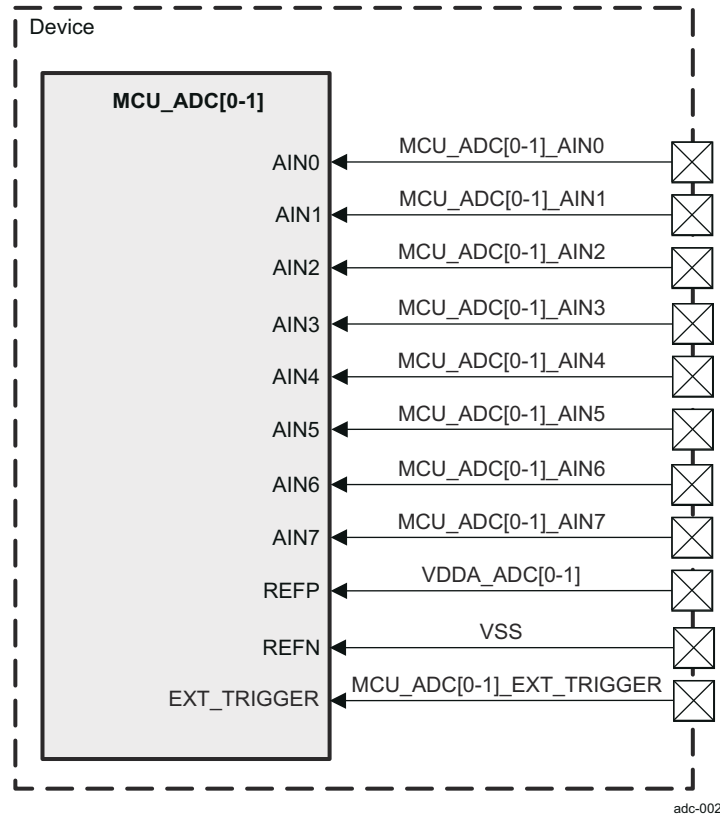 Device
MCU_ADC[0-1]
AIN0 MCU_ADC[0-1]_AIN0
AIN1 MCU_ADC[0-1]_AIN1
AIN2 MCU_ADC[0-1]_AIN2
AIN3 MCU_ADC[0-1]_AIN3
AIN4 MCU_ADC[0-1]_AIN4
AIN5 MCU_ADC[0-1]_AIN5
AIN6 MCU_ADC[0-1]_AIN6
AIN7 MCU_ADC[0-1]_AIN7
REFP VDDA_ADC[0-1]
REFN VSS
EXT_TRIGGER MCU_ADC[0-1]_EXT_TRIGGER
adc-002